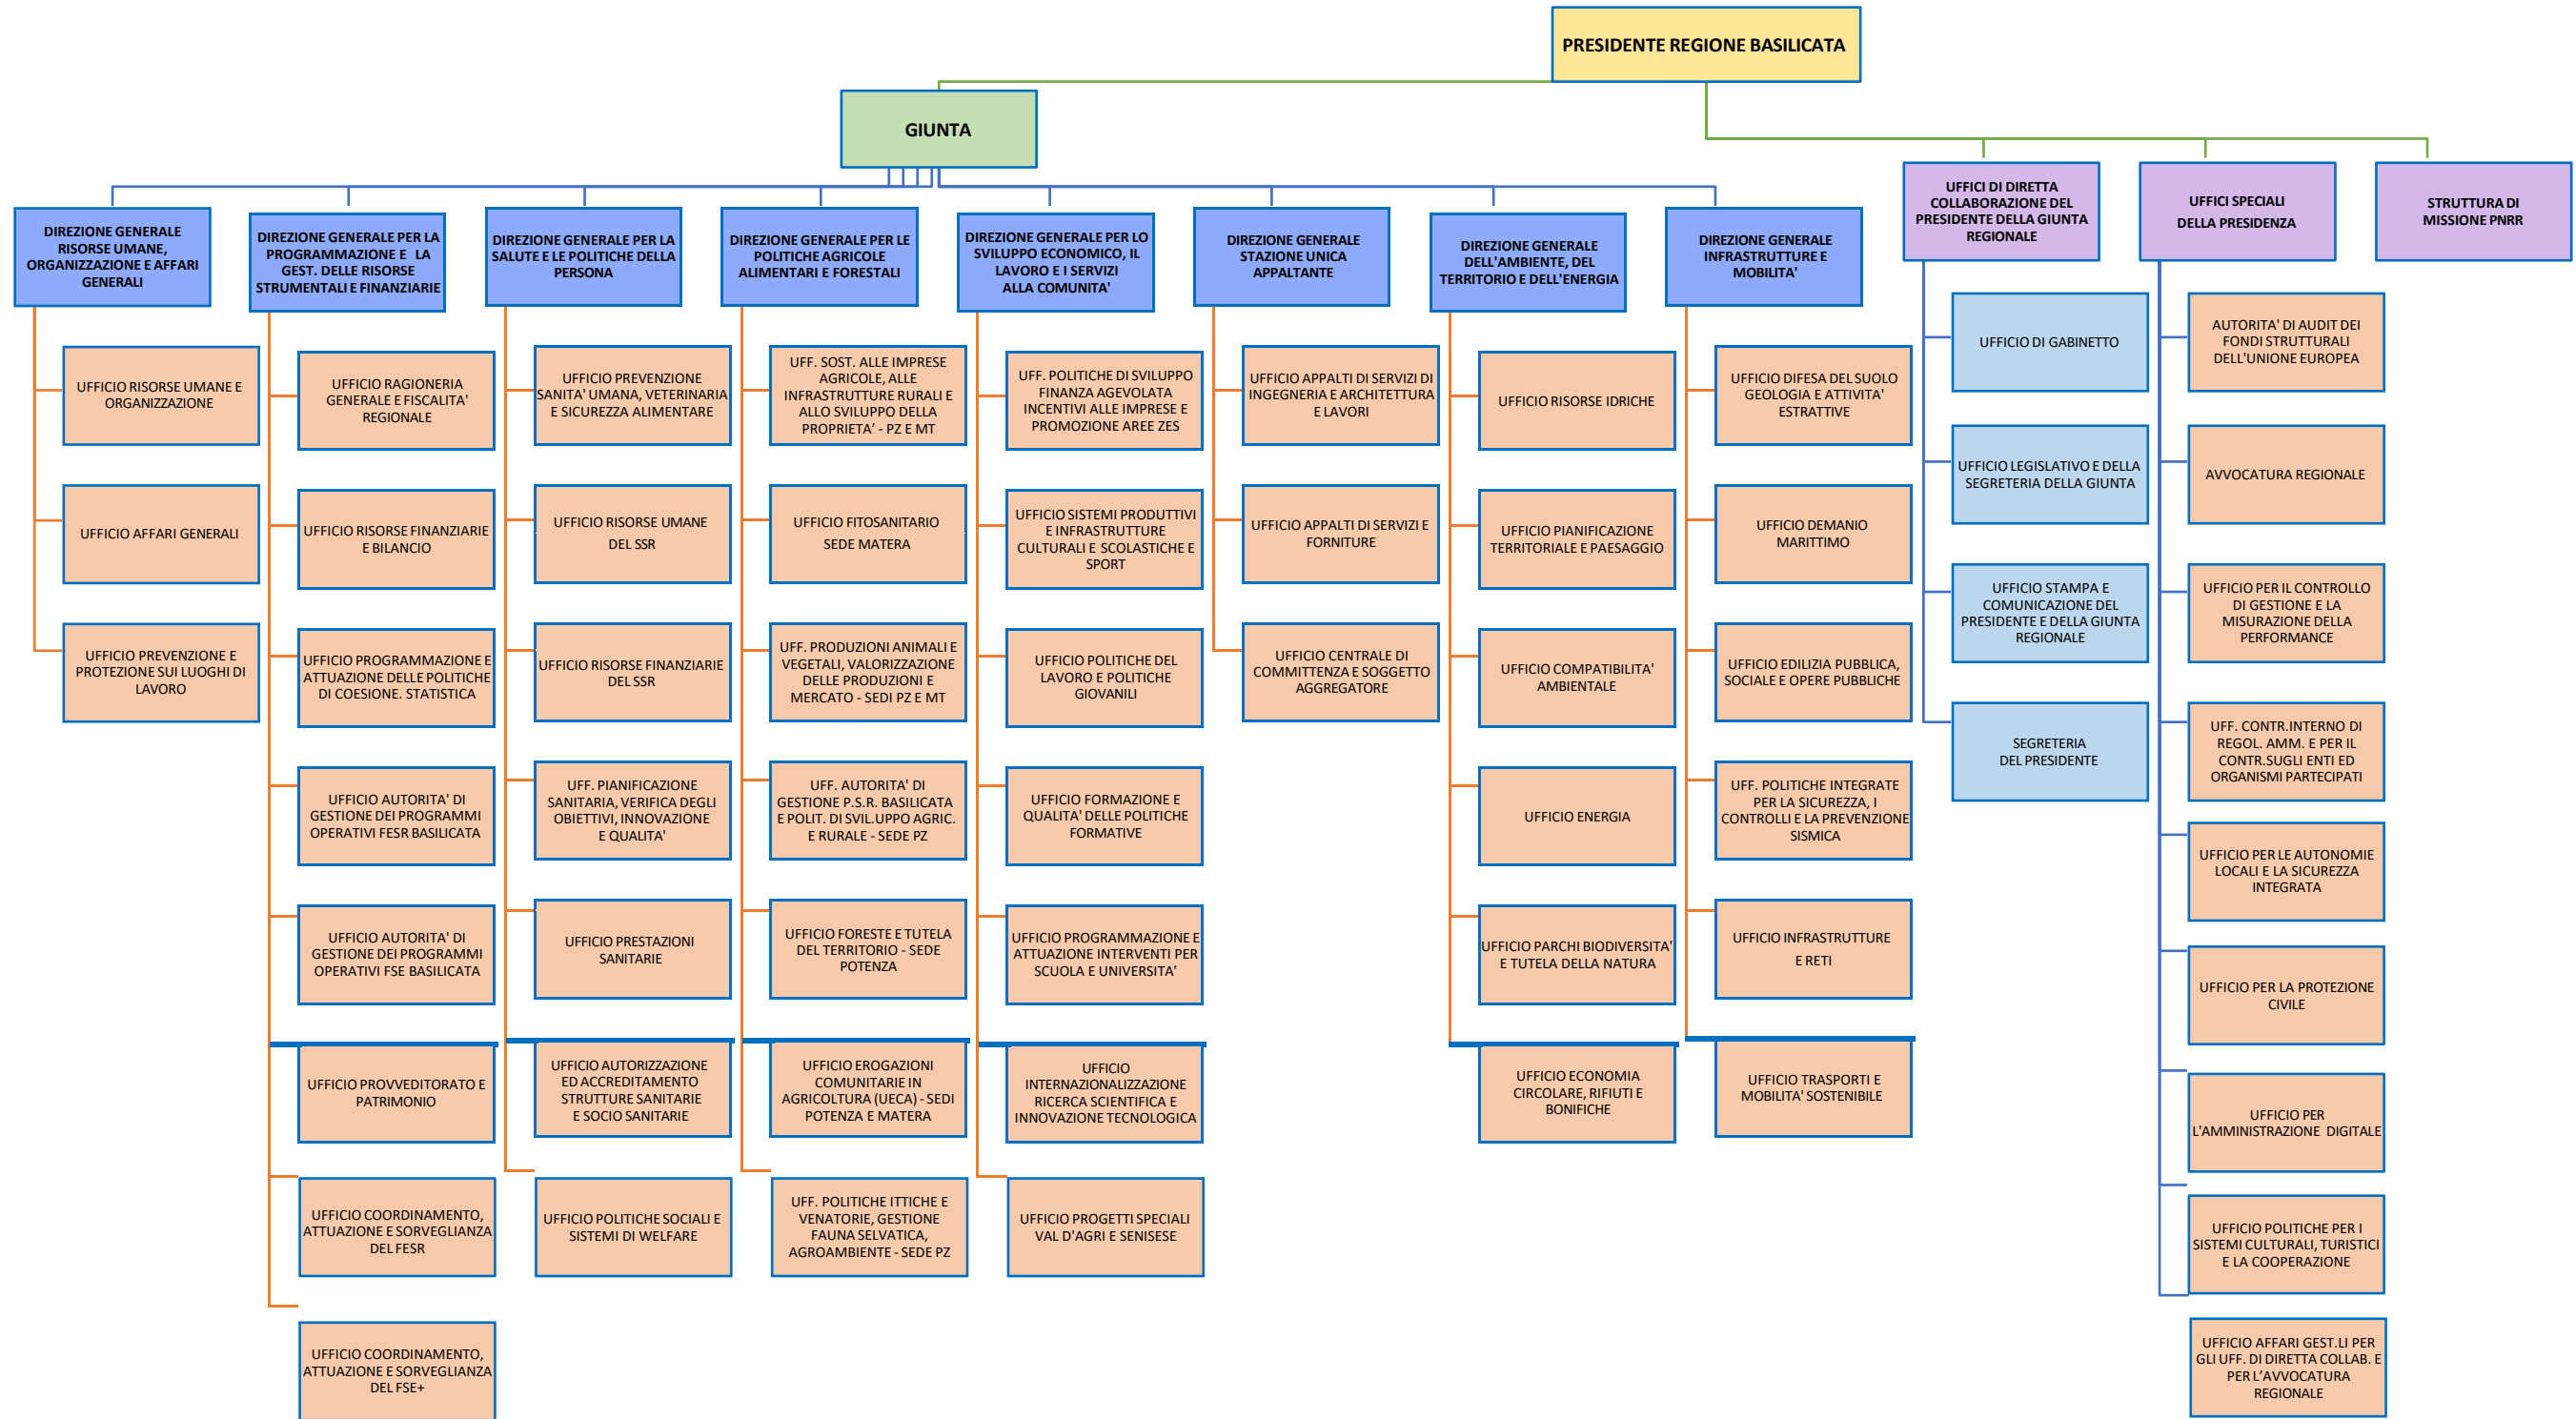 PRESIDENTE REGIONE BASILICATA
GIUNTA
DIREZIONE GENERALE
RISORSE UMANE,
ORGANIZZAZIONE E AFFARI
GENERALI
UFFICIO RISORSE UMANE E
ORGANIZZAZIONE
UFFICIO AFFARI GENERALI
UFFICIO PREVENZIONE E
PROTEZIONE SUI LUOGHI DI
LAVORO
DIREZIONE GENERALE PER LA
PROGRAMMAZIONE E LA
GEST. DELLE RISORSE
STRUMENTALI E FINANZIARIE
UFFICIO RAGIONERIA
GENERALE E FISCALITA'
REGIONALE
UFFICIO RISORSE FINANZIARIE
E BILANCIO
UFFICIO PROGRAMMAZIONE E
ATTUAZIONE DELLE POLITICHE
DI COESIONE. STATISTICA
UFFICIO AUTORITA' DI
GESTIONE DEI PROGRAMMI
OPERATIVI FESR BASILICATA
UFFICIO AUTORITA' DI
GESTIONE DEI PROGRAMMI
OPERATIVI FSE BASILICATA
UFFICIO PROVVEDITORATO E
PATRIMONIO
UFFICIO COORDINAMENTO,
ATTUAZIONE E SORVEGLIANZA
DEL FESR
UFFICIO COORDINAMENTO,
ATTUAZIONE E SORVEGLIANZA
DEL FSE+
DIREZIONE GENERALE PER LA
SALUTE E LE POLITICHE DELLA
PERSONA
UFFICIO PREVENZIONE
SANITA' UMANA, VETERINARIA
E SICUREZZA ALIMENTARE
UFFICIO RISORSE UMANE
DEL SSR
UFFICIO RISORSE FINANZIARIE
DEL SSR
UFF. PIANIFICAZIONE
SANITARIA, VERIFICA DEGLI
OBIETTIVI, INNOVAZIONE
E QUALITA'
UFFICIO PRESTAZIONI
SANITARIE
UFFICIO AUTORIZZAZIONE
ED ACCREDITAMENTO
STRUTTURE SANITARIE
E SOCIO SANITARIE
UFFICIO POLITICHE SOCIALI E
SISTEMI DI WELFARE
DIREZIONE GENERALE PER LE
POLITICHE AGRICOLE
ALIMENTARI E FORESTALI
UFF. SOST. ALLE IMPRESE
AGRICOLE, ALLE
INFRASTRUTTURE RURALI E
ALLO SVILUPPO DELLA
PROPRIETA’ - PZ E MT
UFFICIO FITOSANITARIO
SEDE MATERA
UFF. PRODUZIONI ANIMALI E
VEGETALI, VALORIZZAZIONE
DELLE PRODUZIONI E
MERCATO - SEDI PZ E MT
UFF. AUTORITA' DI
GESTIONE P.S.R. BASILICATA
E POLIT. DI SVIL.UPPO AGRIC.
E RURALE - SEDE PZ
UFFICIO FORESTE E TUTELA
DEL TERRITORIO - SEDE
POTENZA
UFFICIO EROGAZIONI
COMUNITARIE IN
AGRICOLTURA (UECA) - SEDI
POTENZA E MATERA
UFF. POLITICHE ITTICHE E
VENATORIE, GESTIONE
FAUNA SELVATICA,
AGROAMBIENTE - SEDE PZ
DIREZIONE GENERALE PER LO
SVILUPPO ECONOMICO, IL
LAVORO E I SERVIZI
ALLA COMUNITA'
UFF. POLITICHE DI SVILUPPO
FINANZA AGEVOLATA
INCENTIVI ALLE IMPRESE E
PROMOZIONE AREE ZES
UFFICIO SISTEMI PRODUTTIVI
E INFRASTRUTTURE
CULTURALI E SCOLASTICHE E
SPORT
UFFICIO POLITICHE DEL
LAVORO E POLITICHE
GIOVANILI
UFFICIO FORMAZIONE E
QUALITA' DELLE POLITICHE
FORMATIVE
UFFICIO PROGRAMMAZIONE E
ATTUAZIONE INTERVENTI PER
SCUOLA E UNIVERSITA'
UFFICIO
INTERNAZIONALIZZAZIONE
RICERCA SCIENTIFICA E
INNOVAZIONE TECNOLOGICA
UFFICIO PROGETTI SPECIALI
VAL D'AGRI E SENISESE
DIREZIONE GENERALE
STAZIONE UNICA
APPALTANTE
UFFICIO APPALTI DI SERVIZI DI
INGEGNERIA E ARCHITETTURA
E LAVORI
UFFICIO APPALTI DI SERVIZI E
FORNITURE
UFFICIO CENTRALE DI
COMMITTENZA E SOGGETTO
AGGREGATORE
DIREZIONE GENERALE
DELL'AMBIENTE, DEL
TERRITORIO E DELL'ENERGIA
UFFICIO RISORSE IDRICHE
UFFICIO PIANIFICAZIONE
TERRITORIALE E PAESAGGIO
UFFICIO COMPATIBILITA'
AMBIENTALE
UFFICIO ENERGIA
UFFICIO PARCHI BIODIVERSITA'
E TUTELA DELLA NATURA
UFFICIO ECONOMIA
CIRCOLARE, RIFIUTI E
BONIFICHE
DIREZIONE GENERALE
INFRASTRUTTURE E
MOBILITA'
UFFICIO DIFESA DEL SUOLO
GEOLOGIA E ATTIVITA'
ESTRATTIVE
UFFICIO DEMANIO
MARITTIMO
UFFICIO EDILIZIA PUBBLICA,
SOCIALE E OPERE PUBBLICHE
UFF. POLITICHE INTEGRATE
PER LA SICUREZZA, I
CONTROLLI E LA PREVENZIONE
SISMICA
UFFICIO INFRASTRUTTURE
E RETI
UFFICIO TRASPORTI E
MOBILITA' SOSTENIBILE
UFFICI DI DIRETTA
COLLABORAZIONE DEL
PRESIDENTE DELLA GIUNTA
REGIONALE
UFFICIO DI GABINETTO
UFFICIO LEGISLATIVO E DELLA
SEGRETERIA DELLA GIUNTA
UFFICIO STAMPA E
COMUNICAZIONE DEL
PRESIDENTE E DELLA GIUNTA
REGIONALE
SEGRETERIA
DEL PRESIDENTE
UFFICI SPECIALI
DELLA PRESIDENZA
AUTORITA' DI AUDIT DEI
FONDI STRUTTURALI
DELL'UNIONE EUROPEA
AVVOCATURA REGIONALE
UFFICIO PER IL CONTROLLO
DI GESTIONE E LA
MISURAZIONE DELLA
PERFORMANCE
UFF. CONTR.INTERNO DI
REGOL. AMM. E PER IL
CONTR.SUGLI ENTI ED
ORGANISMI PARTECIPATI
UFFICIO PER LE AUTONOMIE
LOCALI E LA SICUREZZA
INTEGRATA
UFFICIO PER LA PROTEZIONE
CIVILE
UFFICIO PER
L'AMMINISTRAZIONE DIGITALE
UFFICIO POLITICHE PER I
SISTEMI CULTURALI, TURISTICI
E LA COOPERAZIONE
UFFICIO AFFARI GEST.LI PER
GLI UFF. DI DIRETTA COLLAB. E
PER L’AVVOCATURA
REGIONALE
STRUTTURA DI
MISSIONE PNRR